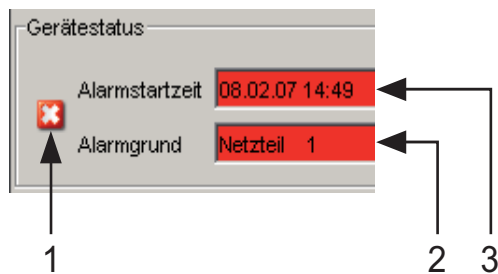 Gerätestatus
Alarmstartzeit 08.02.07 14:49
Alarmgrund Netzteil 1
1 2 3